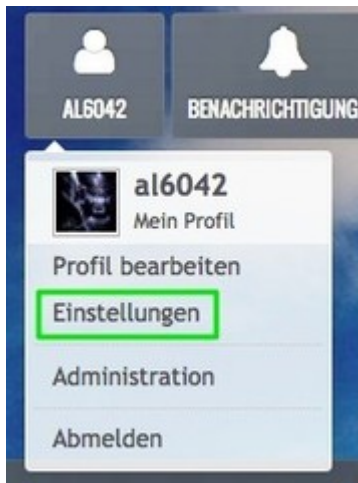 AL6042
BENACHRICHTIGUNG
al6042
Mein Profil
Profil bearbeiten
Einstellungen
Administration
Abmelden